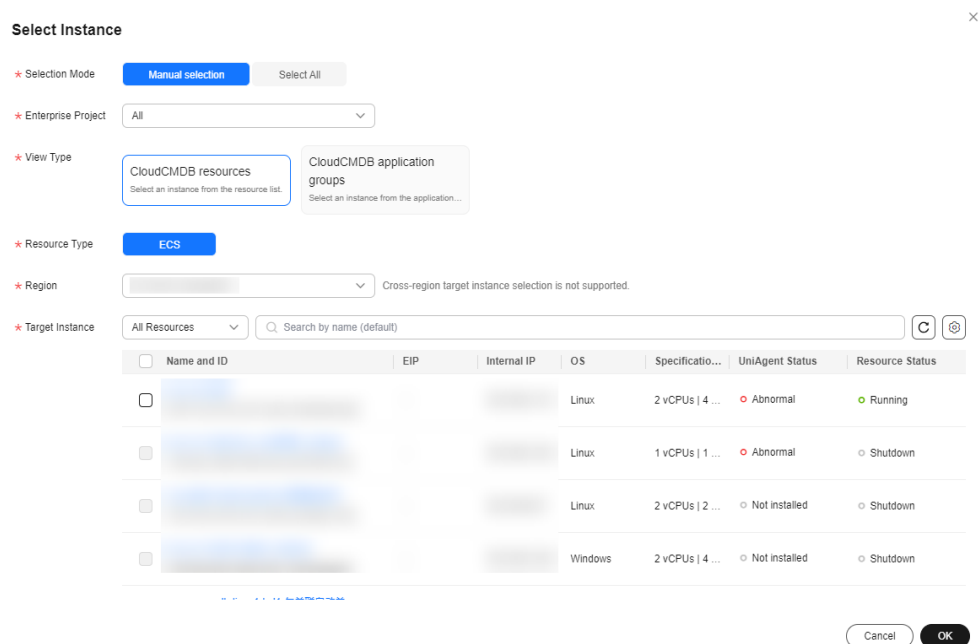 Select Instance
* Selection Mode Manual selection Select All
* Enterprise Project All
* View Type
CloudCMDB resources
Select an instance from the resource list.
CloudCMDB application
groups
Select an instance from the application...
* Resource Type ECS
* Region Cross-region target instance selection is not supported.
* Target Instance All Resources Search by name (default)
Name and ID EIP Internal IP OS Specificatio... UniAgent Status Resource Status
Linux 2 vCPUs | 4 ... Abnormal Running
Linux 1 vCPUs | 1 ... Abnormal Shutdown
Linux 2 vCPUs | 2 ... Not installed Shutdown
Windows 2 vCPUs | 4 ... Not installed Shutdown
Cancel OK